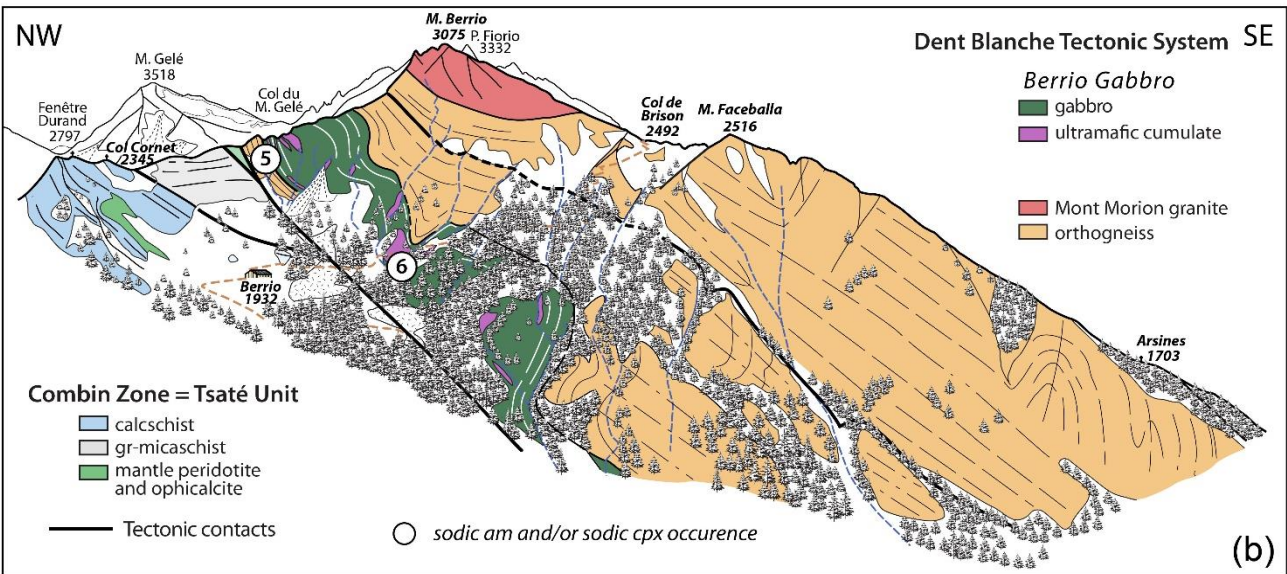 NW
M. Berrio
3075
P. Fiorio
3332
Dent Blanche Tectonic System
SE
M. Gelé
3518
Berrio Gabbro
Col du
M. Gelé
gabbro
Fenêtre
Durand
2797
Col de
Brison
2492
M. Faceballa
2516
ultramafic cumulate
Col Cornet
2345
5
Mont Morion granite
orthogneiss
6
Berrio
1932
Arsines
1703
Combin Zone = Tsaté Unit
calcschist
gr-micaschist
mantle peridotite
and ophicalcite
Tectonic contacts
sodic am and/or sodic cpx occurence
(b)